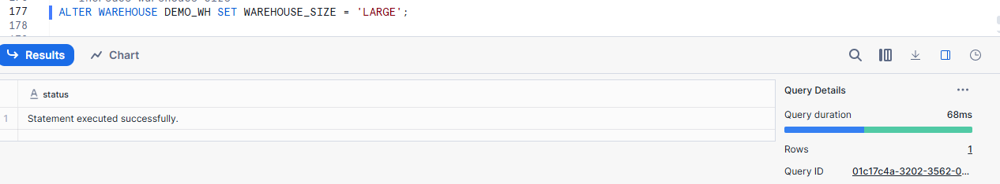 177 ALTER WAREHOUSE DEMO_WH SET WAREHOUSE_SIZE = 'LARGE';
178
Results Chart
A status
Query Details
1 Statement executed successfully.
Query duration 68ms
Rows 1
Query ID 01c17c4a-3202-3562-0...